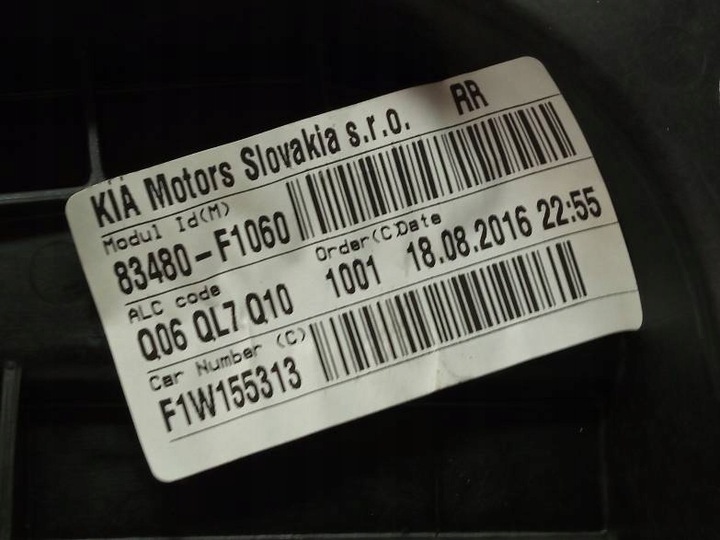 KIA Motors Slovakia s.r.o. RR
Modul Id(M)
83480-F1060
ALC code Order(C) Date
Q06 QL7 Q10 1001 18.08.2016 22:55
Car Number (C)
F1W155313